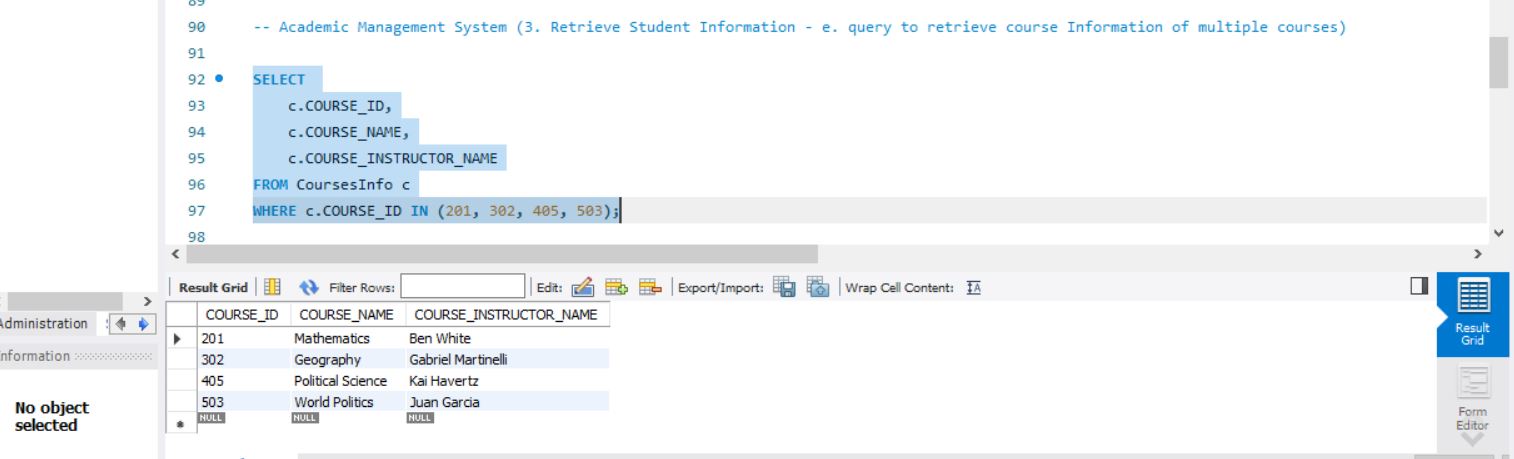 89
90 -- Academic Management System (3. Retrieve Student Information - e. query to retrieve course Information of multiple courses)
91
92 SELECT
93 c.COURSE_ID,
94 c.COURSE_NAME,
95 c.COURSE_INSTRUCTOR_NAME
96 FROM CoursesInfo c
97 WHERE c.COURSE_ID IN (201, 302, 405, 503);
98
Result Grid Filter Rows: Edit: Export/Import: Wrap Cell Content: IA
COURSE_ID COURSE_NAME COURSE_INSTRUCTOR_NAME
201 Mathematics Ben White
302 Geography Gabriel Martinelli
405 Political Science Kai Havertz
503 World Politics Juan Garcia
NULL NULL NULL
Administration
Information
No object
selected
Result
Grid
Form
Editor